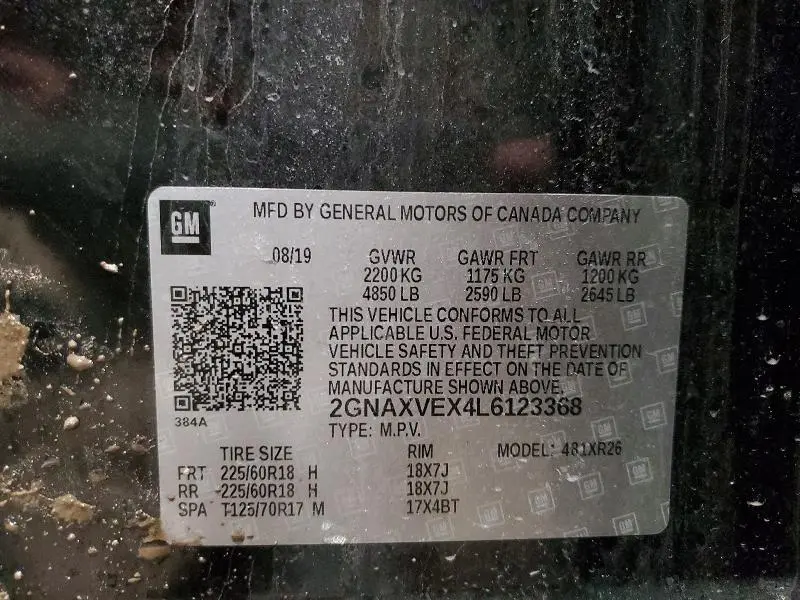 GM
MFD BY GENERAL MOTORS OF CANADA COMPANY
08/19 GVWR GAWR FRT GAWR RR
2200 KG 1175 KG 1200 KG
4850 LB 2590 LB 2645 LB
THIS VEHICLE CONFORMS TO ALL
APPLICABLE U.S. FEDERAL MOTOR
VEHICLE SAFETY AND THEFT PREVENTION
STANDARDS IN EFFECT ON THE DATE OF
MANUFACTURE SHOWN ABOVE.
2GNAXVEX4L6123368
384A
TYPE: M.P.V.
TIRE SIZE RIM MODEL: 481XR26
FRT 225/60R18 H 18X7J
RR 225/60R18 H 18X7J
SPA T125/70R17 M 17X4BT